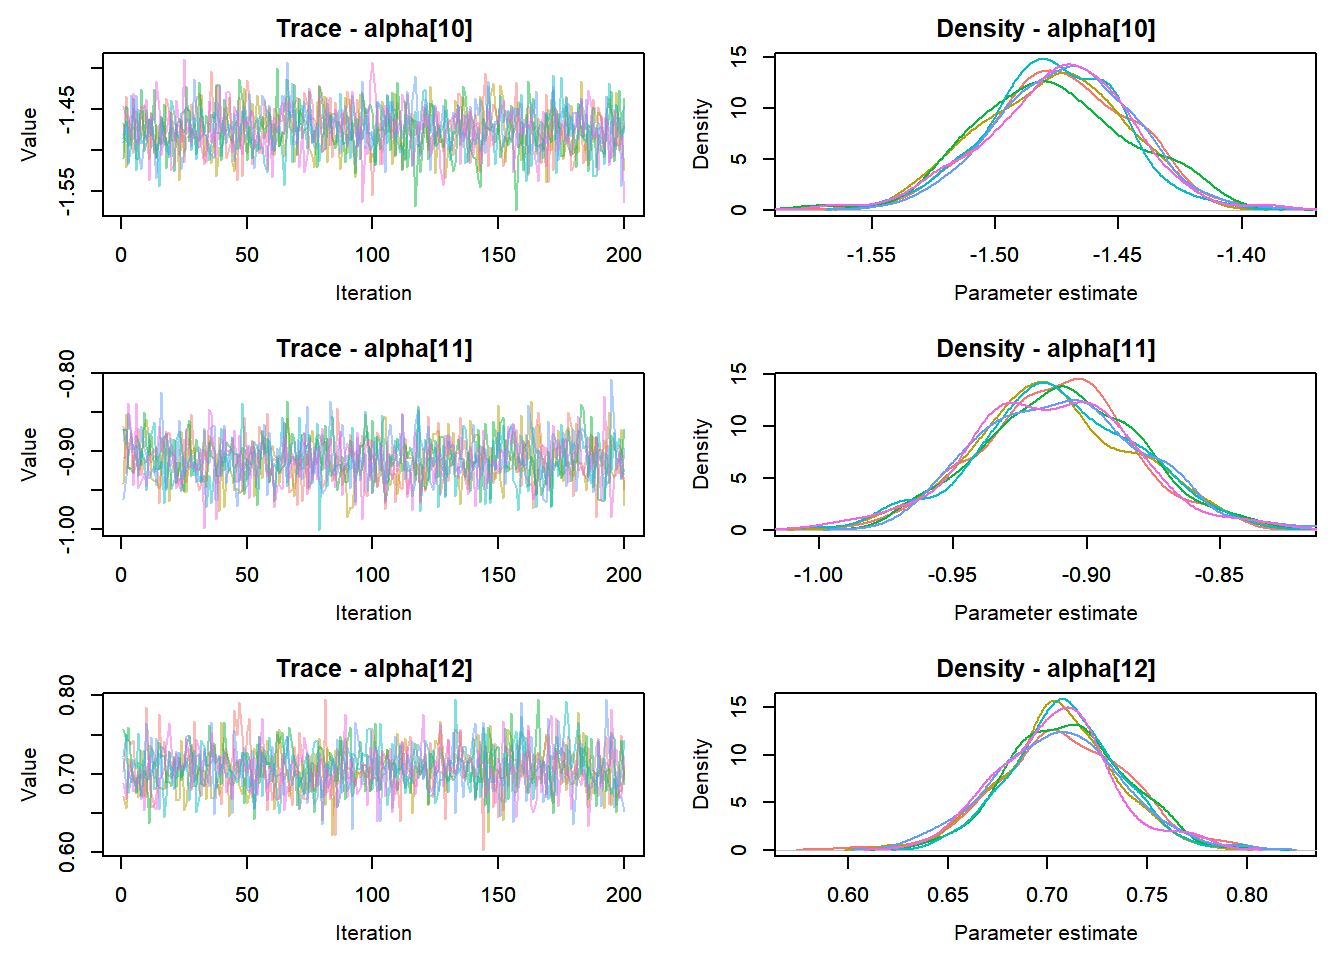 Trace - alpha[10]
Value
-1.55
-1.45
0
50
100
150
200
Iteration
Density - alpha[10]
Density
0
5
10
15
-1.55
-1.50
-1.45
-1.40
Parameter estimate
Trace - alpha[11]
Value
-1.00
-0.90
-0.80
0
50
100
150
200
Iteration
Density - alpha[11]
Density
0
5
10
15
-1.00
-0.95
-0.90
-0.85
Parameter estimate
Trace - alpha[12]
Value
0.60
0.70
0.80
0
50
100
150
200
Iteration
Density - alpha[12]
Density
0
5
10
15
0.60
0.65
0.70
0.75
0.80
Parameter estimate